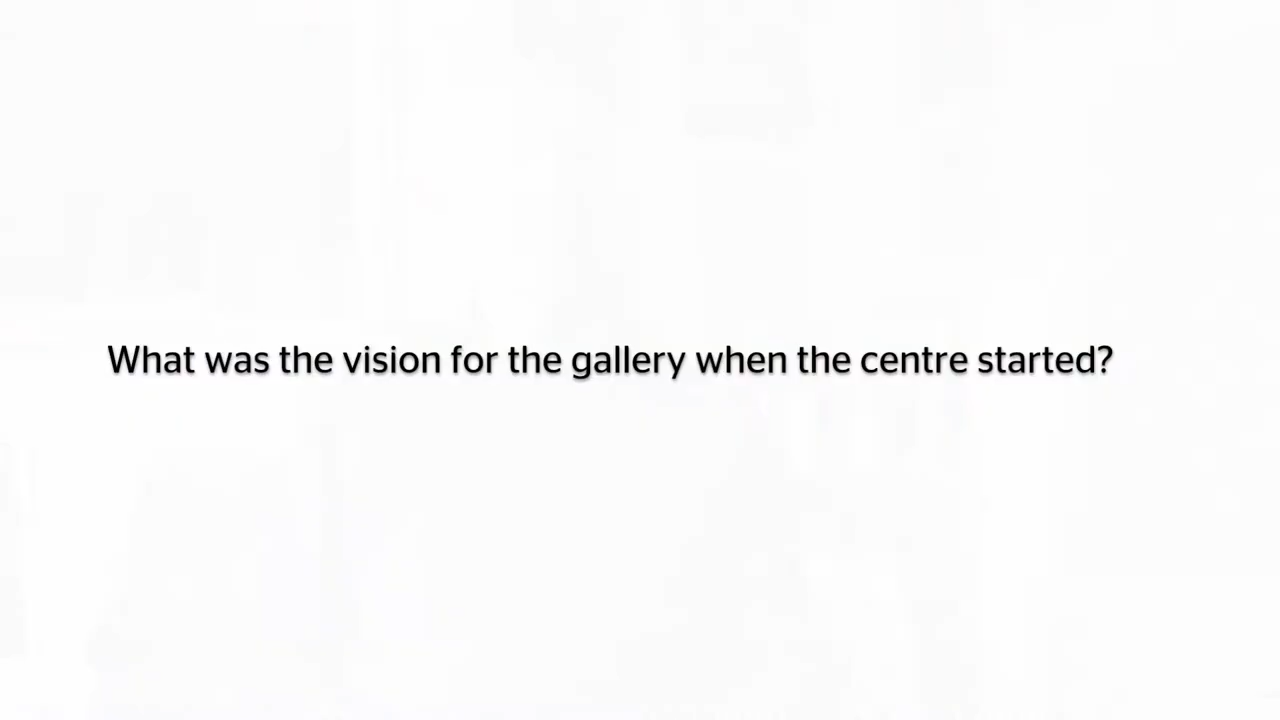 What was the vision for the gallery when the centre started?